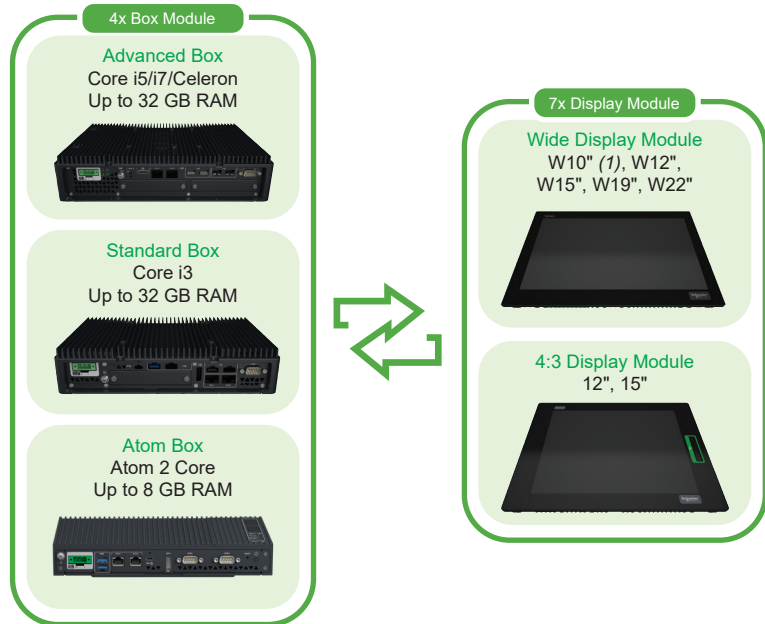 4x Box Module
Advanced Box
Core i5/i7/Celeron
Up to 32 GB RAM
Standard Box
Core i3
Up to 32 GB RAM
Atom Box
Atom 2 Core
Up to 8 GB RAM
7x Display Module
Wide Display Module
W10" (1), W12",
W15", W19", W22"
4:3 Display Module
12", 15"